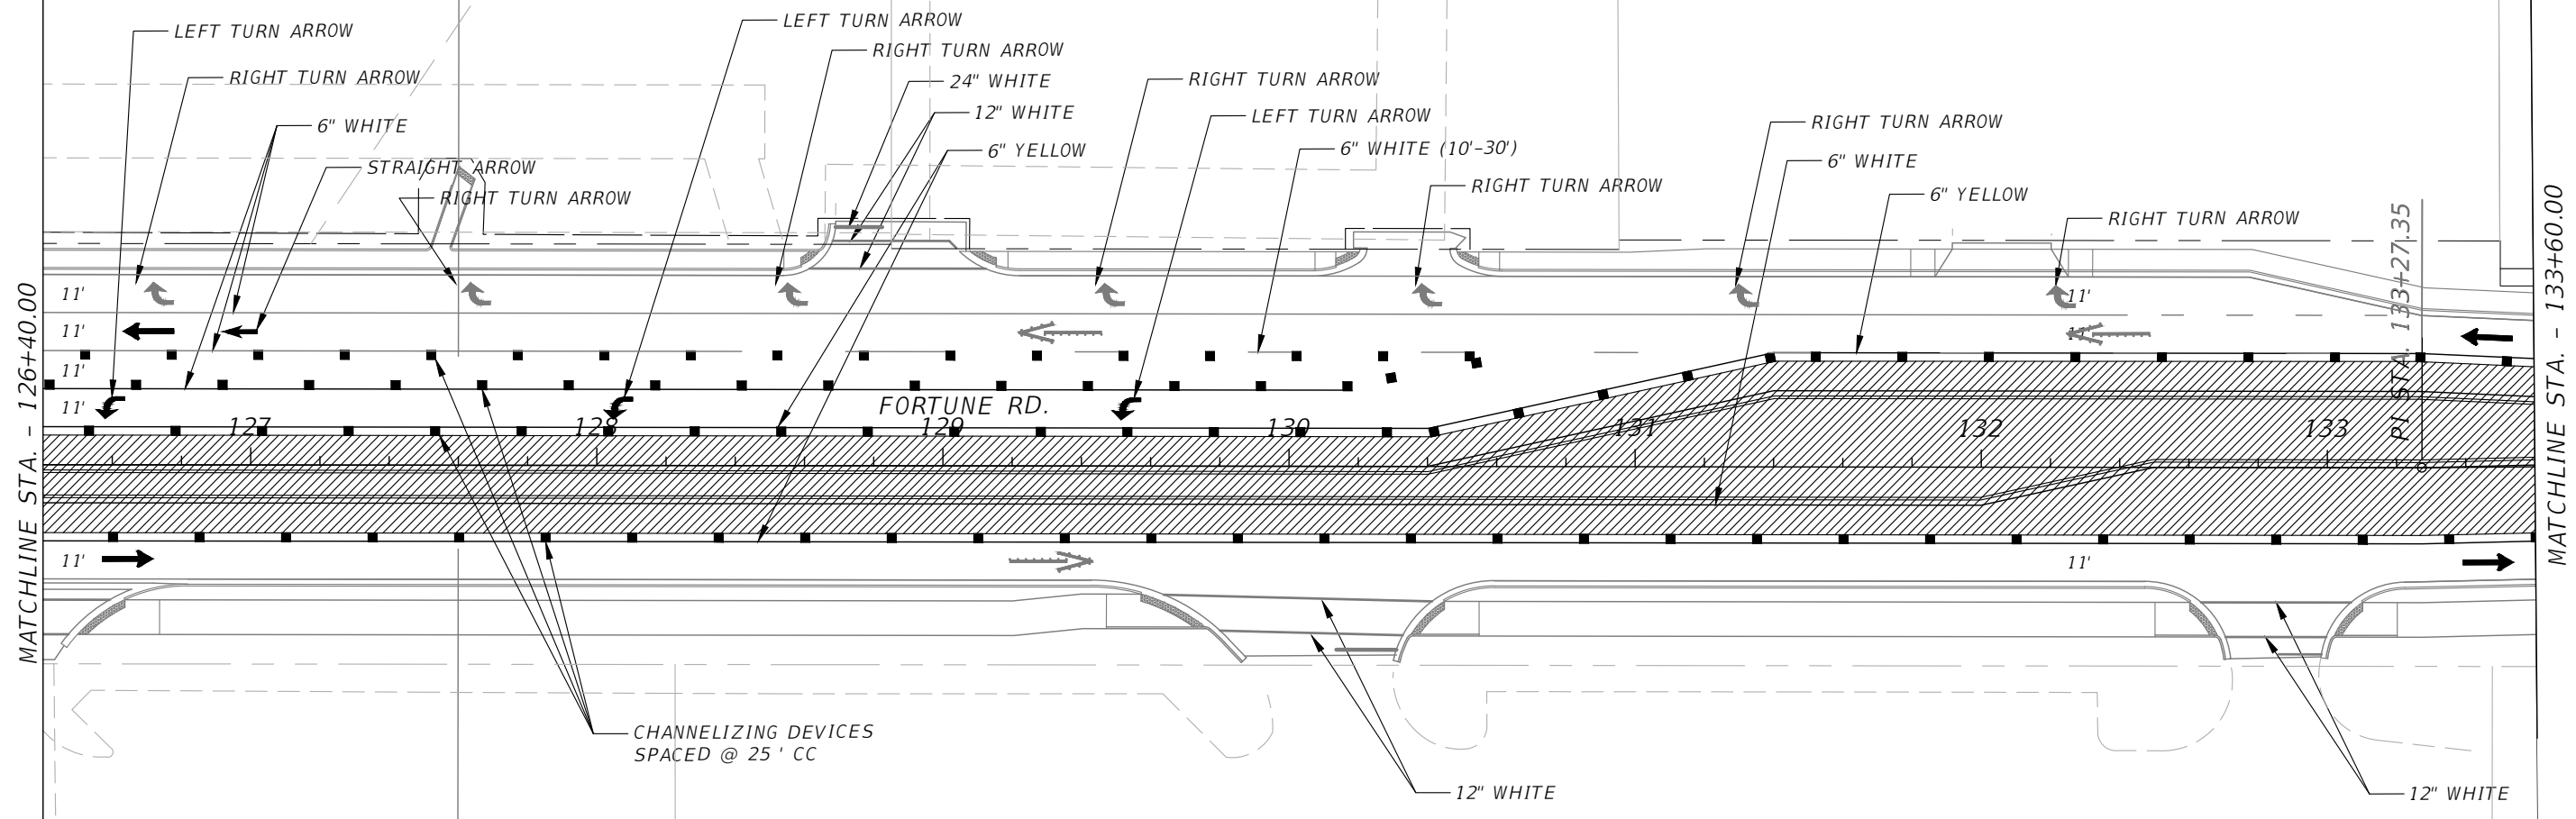 LEFT TURN ARROW
RIGHT TURN ARROW
6" WHITE
STRAIGHT ARROW
RIGHT TURN ARROW
LEFT TURN ARROW
RIGHT TURN ARROW
24" WHITE
12" WHITE
6" YELLOW
RIGHT TURN ARROW
LEFT TURN ARROW
6" WHITE (10'-30')
RIGHT TURN ARROW
RIGHT TURN ARROW
6" WHITE
6" YELLOW
RIGHT TURN ARROW
PI STA. 133+27.35
MATCHLINE STA. - 126+40.00
MATCHLINE STA. - 133+60.00
11'
11'
11'
11'
11'
11'
11'
FORTUNE RD.
127
128
129
130
131
132
133
11'
11'
CHANNELIZING DEVICES
SPACED @ 25 ' CC
12" WHITE
12" WHITE